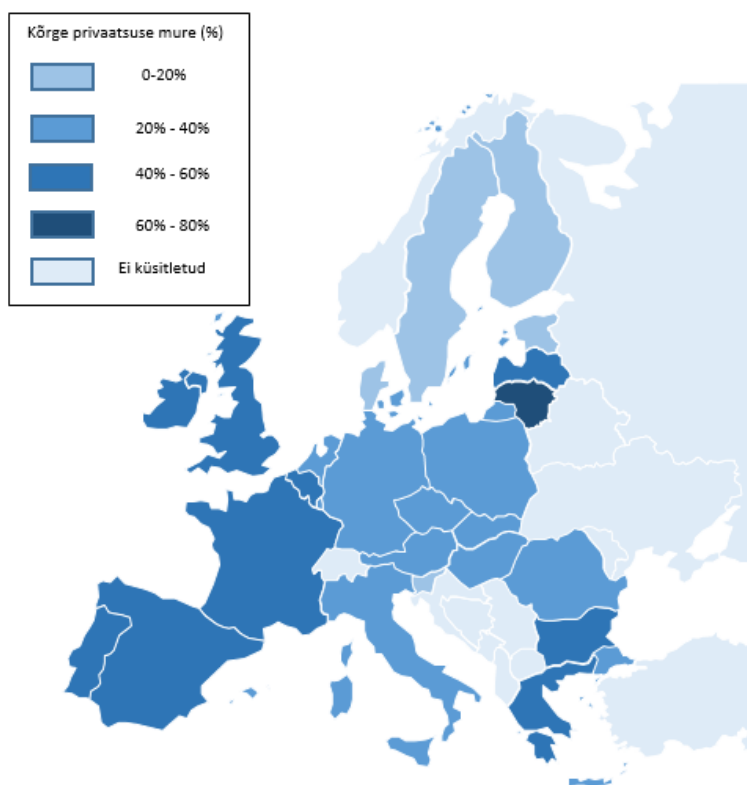 Kõrge privaatsuse mure (%)
0-20%
20% - 40%
40% - 60%
60% - 80%
Ei küsitletud